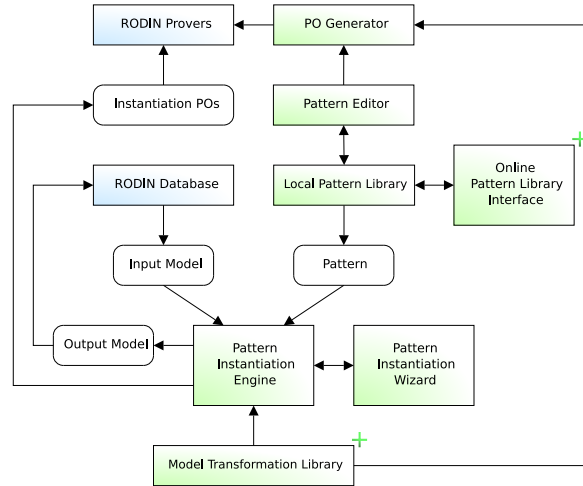 RODIN Provers
PO Generator
Instantiation POs
Pattern Editor
RODIN Database
Local Pattern Library
Online
Pattern Library
Interface
Input Model
Pattern
Output Model
Pattern
Instantiation
Engine
Pattern
Instantiation
Wizard
Model Transformation Library